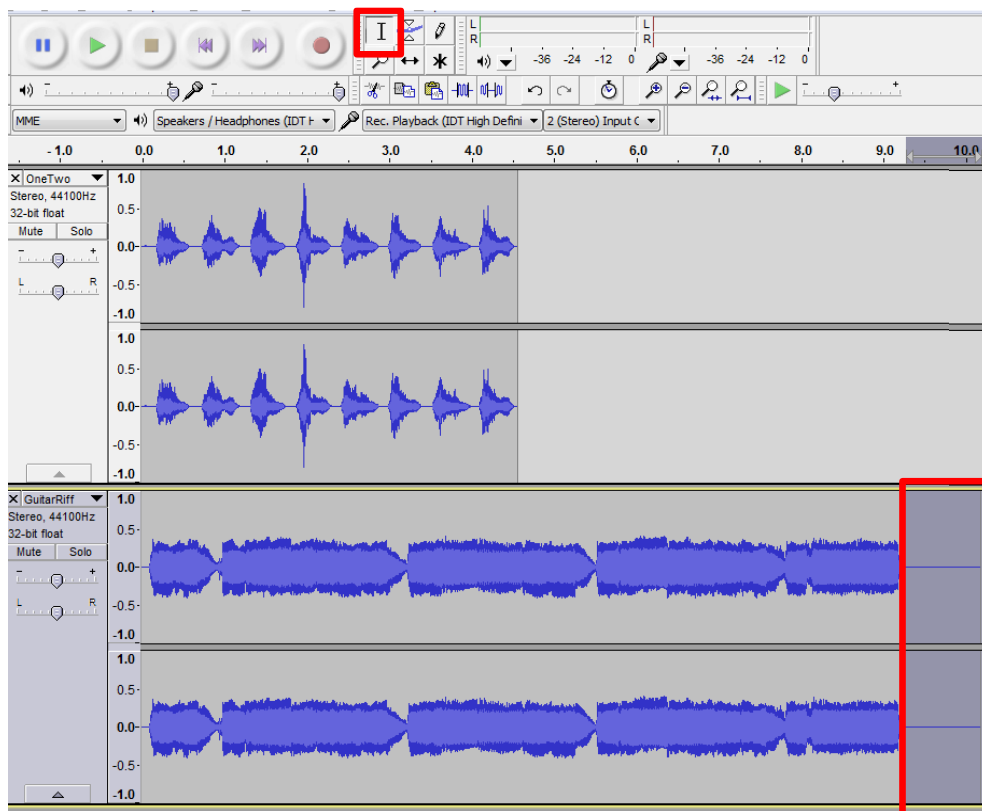 I
L
R
-36 -24 -12 0
L
R
-36 -24 -12 0
- +
- +
- +
MME
Speakers / Headphones (IDT H
Rec. Playback (IDT High Defini
2 (Stereo) Input C
- 1.0 0.0 1.0 2.0 3.0 4.0 5.0 6.0 7.0 8.0 9.0 10.0
X OneTwo
Stereo, 44100Hz
32-bit float
Mute Solo
- +
L R
1.0
0.5
0.0
-0.5
-1.0
1.0
0.5
0.0
-0.5
-1.0
X GuitarRiff
Stereo, 44100Hz
32-bit float
Mute Solo
- +
L R
1.0
0.5
0.0
-0.5
-1.0
1.0
0.5
0.0
-0.5
-1.0